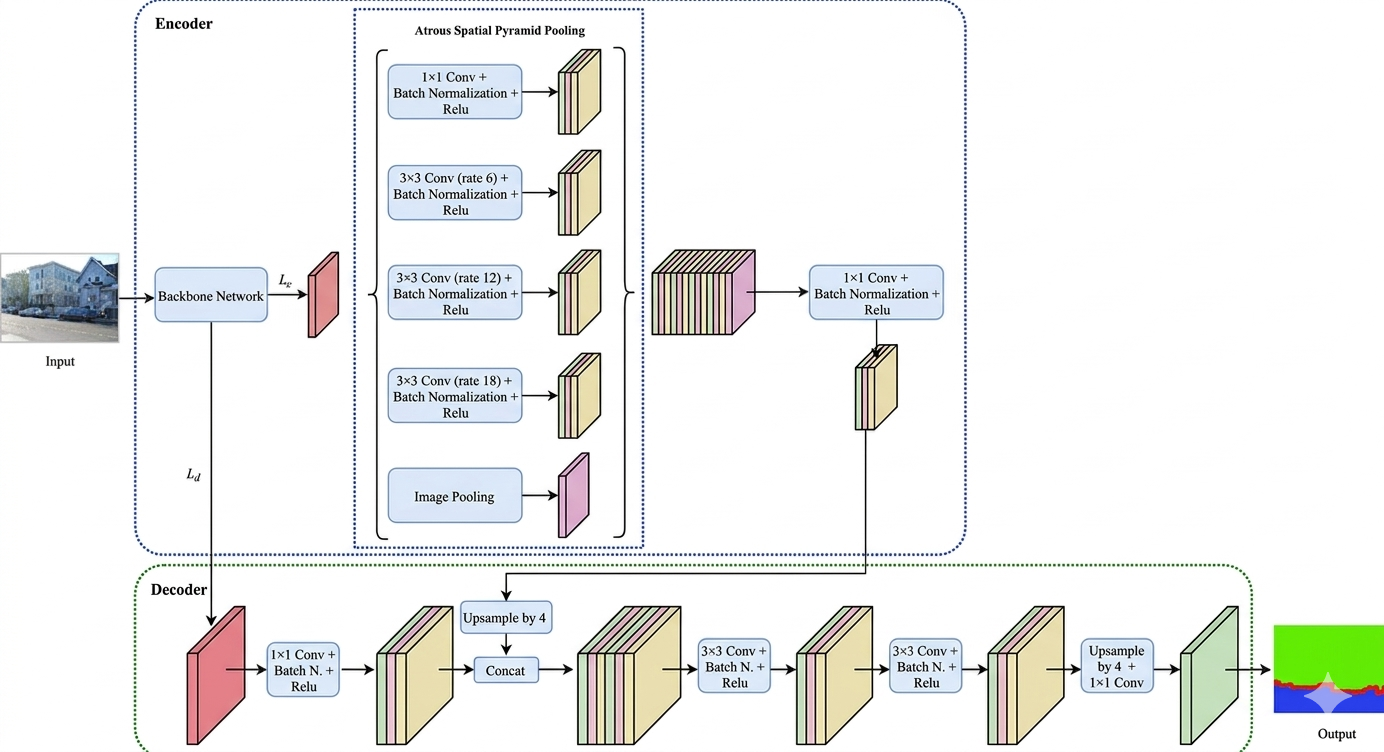 Encoder
Atrous Spatial Pyramid Pooling
1×1 Conv +
Batch Normalization +
Relu
3×3 Conv (rate 6) +
Batch Normalization +
Relu
3×3 Conv (rate 12) +
Batch Normalization +
Relu
3×3 Conv (rate 18) +
Batch Normalization +
Relu
Image Pooling
Input
Backbone Network
Lg
Ld
1×1 Conv +
Batch Normalization +
Relu
Decoder
1×1 Conv +
Batch N. +
Relu
Upsample by 4
Concat
3×3 Conv +
Batch N. +
Relu
3×3 Conv +
Batch N. +
Relu
Upsample
by 4 +
1×1 Conv
Output